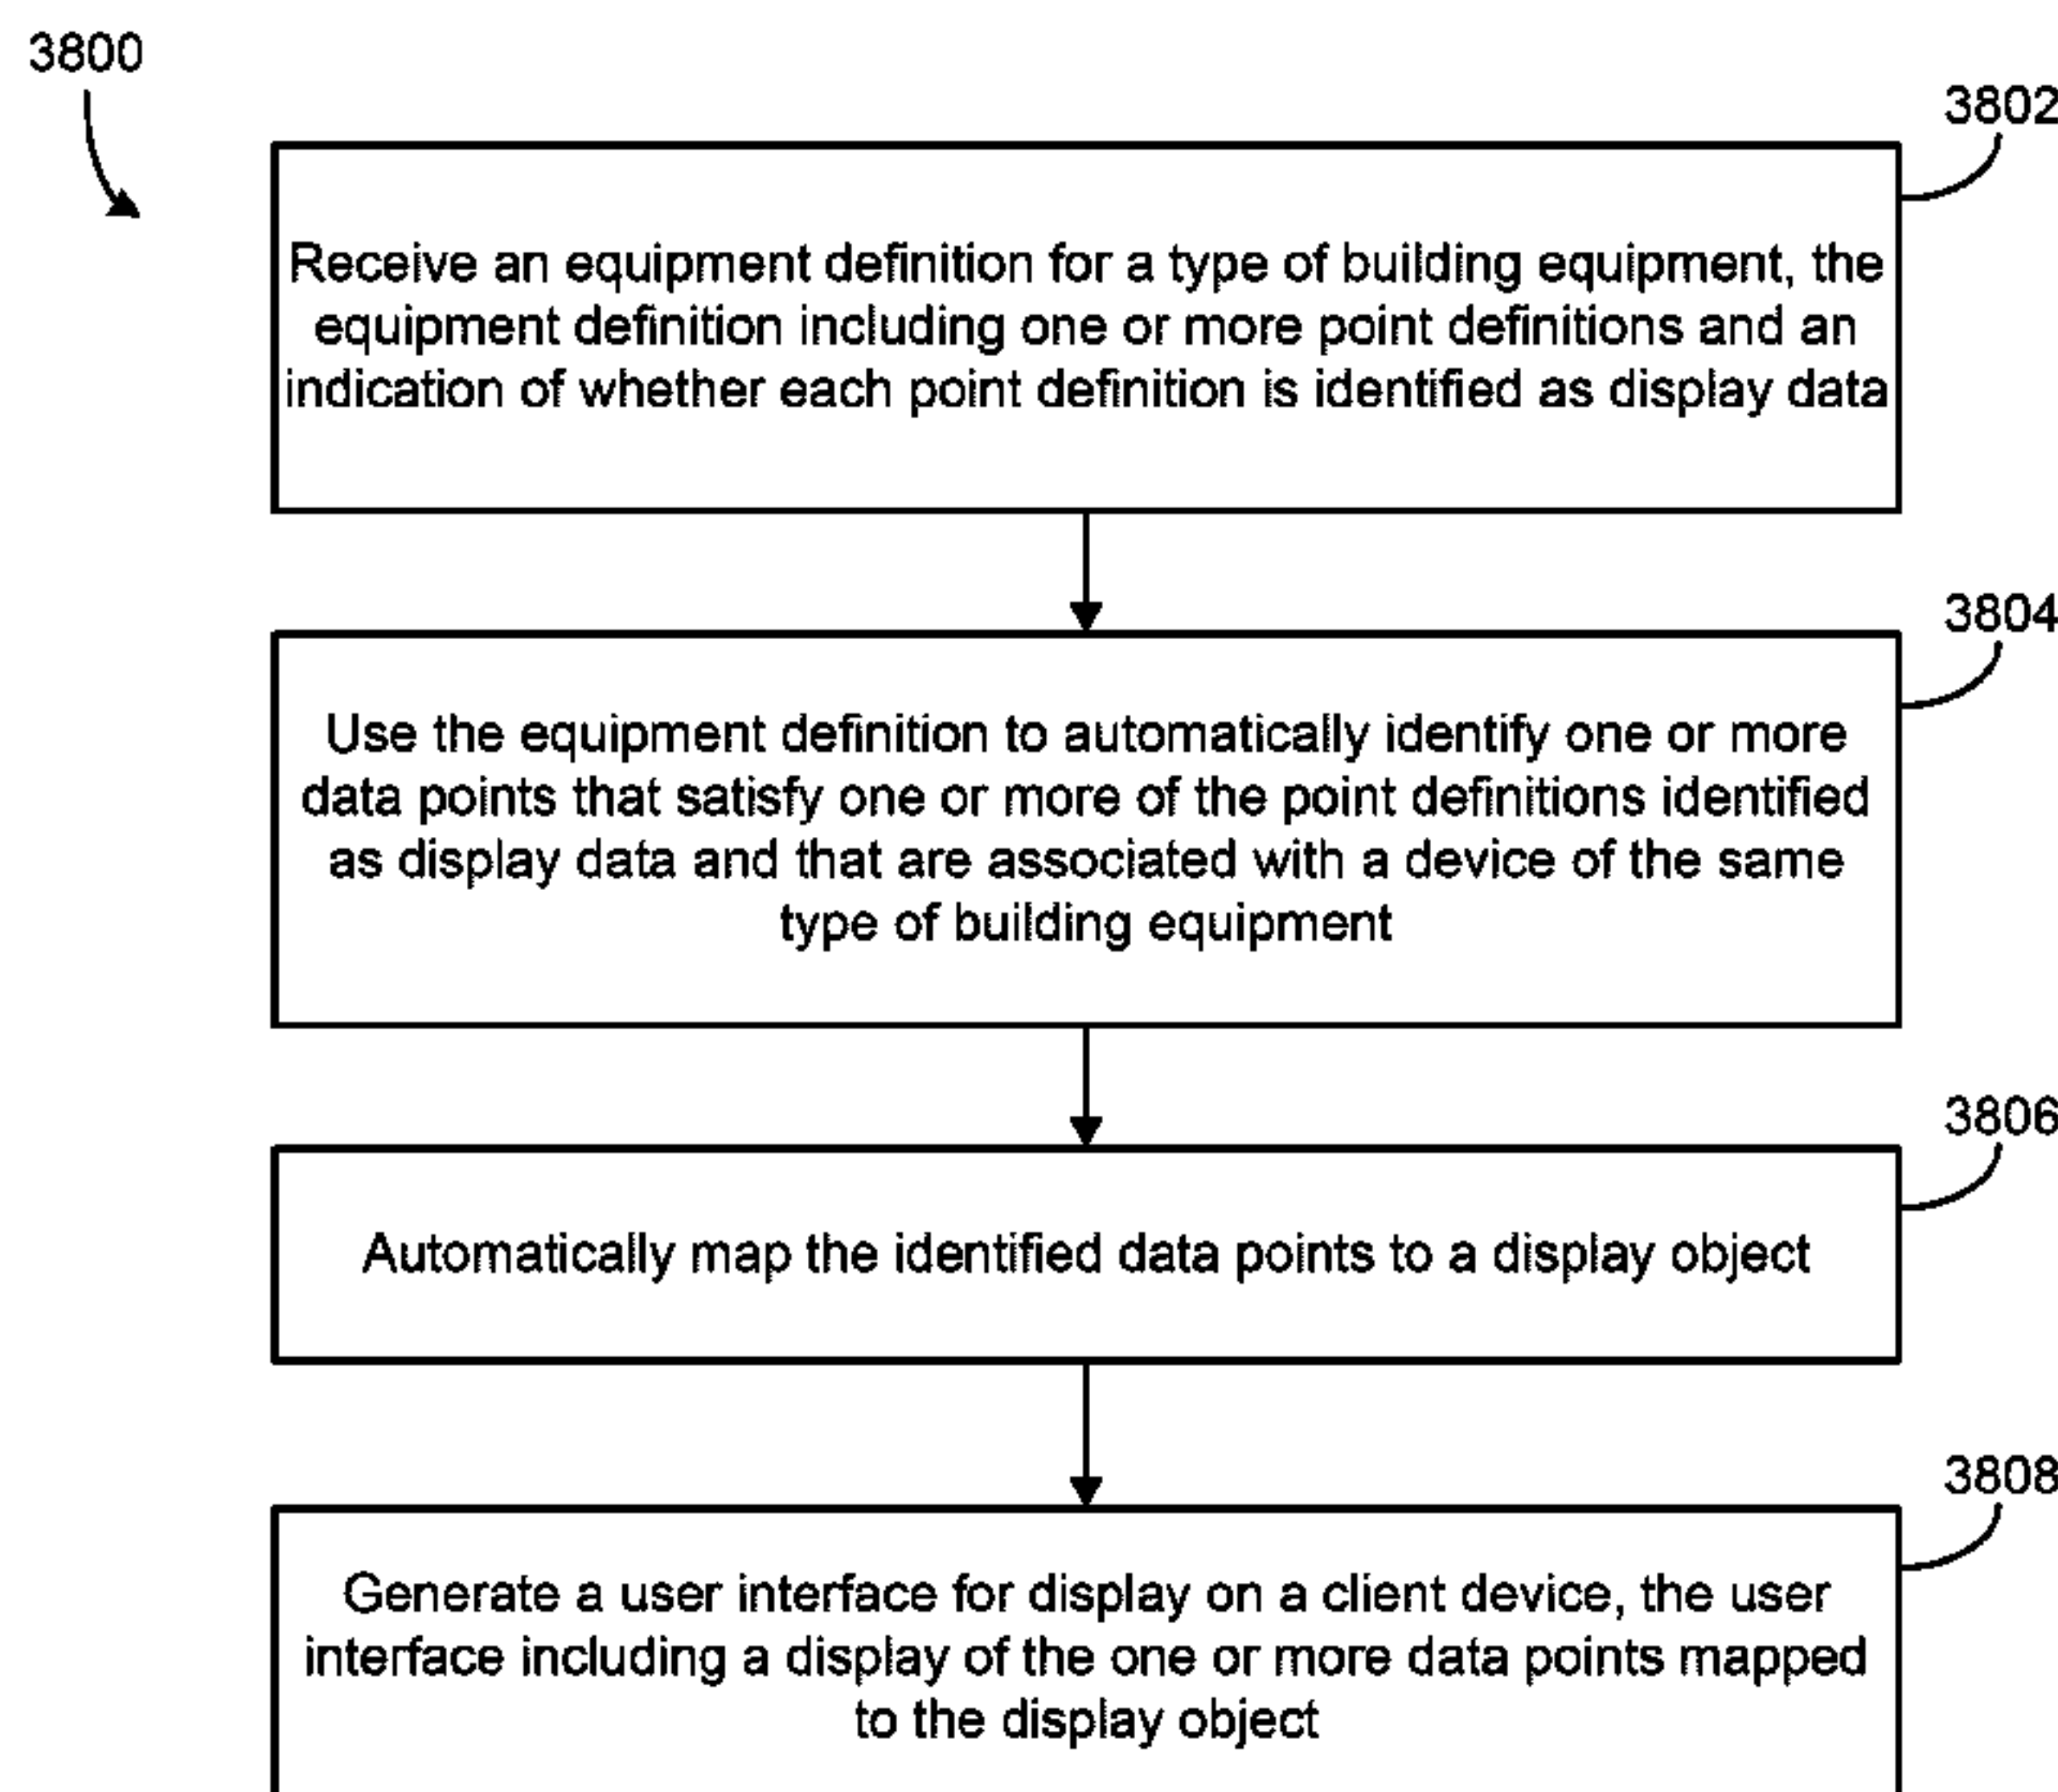 3800
3802
Receive an equipment definition for a type of building equipment, the
equipment definition including one or more point definitions and an
indication of whether each point definition is identified as display data
3804
Use the equipment definition to automatically identify one or more
data points that satisfy one or more of the point definitions identified
as display data and that are associated with a device of the same
type of building equipment
3806
Automatically map the identified data points to a display object
3808
Generate a user interface for display on a client device, the user
interface including a display of the one or more data points mapped
to the display object